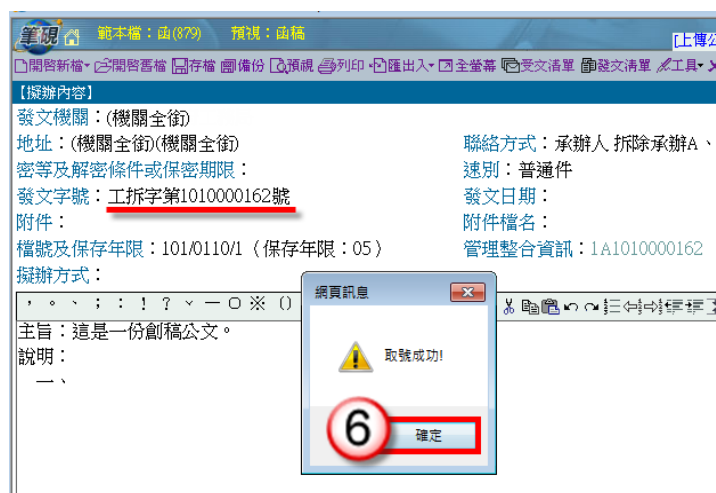 筆硯 範本檔：函(879) 預視：函稿
[上傳公
開啓新檔 開啓舊檔 存檔 備份 預視 列印 匯出入 全螢幕 受文清單 發文清單 工具
【擬辦內容】
發文機關：(機關全銜)
地址：(機關全銜)(機關全銜) 聯絡方式：承辦人 拆除承辦A、
密等及解密條件或保密期限： 速別：普通件
發文字號：工拆字第1010000162號 發文日期：
附件： 附件檔名：
檔號及保存年限：101/0110/1（保存年限：05） 管理整合資訊：1A1010000162
擬辦方式：
，。、；：！？ˇ—○※（）
主旨：這是一份創稿公文。
說明：
一、
網頁訊息
取號成功!
6 確定